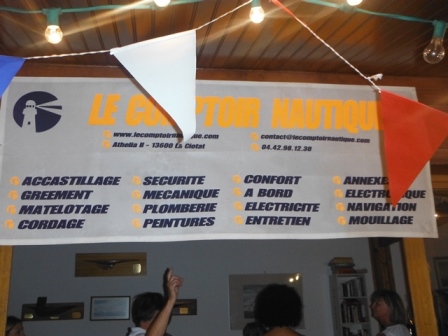 LE COMPTOIR NAUTIQUE
www.lecomptoirnautique.com contact@lecomptoirnautique.com
Athelia II - 13600 La Ciotat 04.42.98.12.30
ACCASTILLAGE SECURITE CONFORT ANNEXE
GREEMENT MECANIQUE A BORD ELECTRONIQUE
MATELOTAGE PLOMBERIE ELECTRICITE NAVIGATION
CORDAGE PEINTURES ENTRETIEN MOUILLAGE